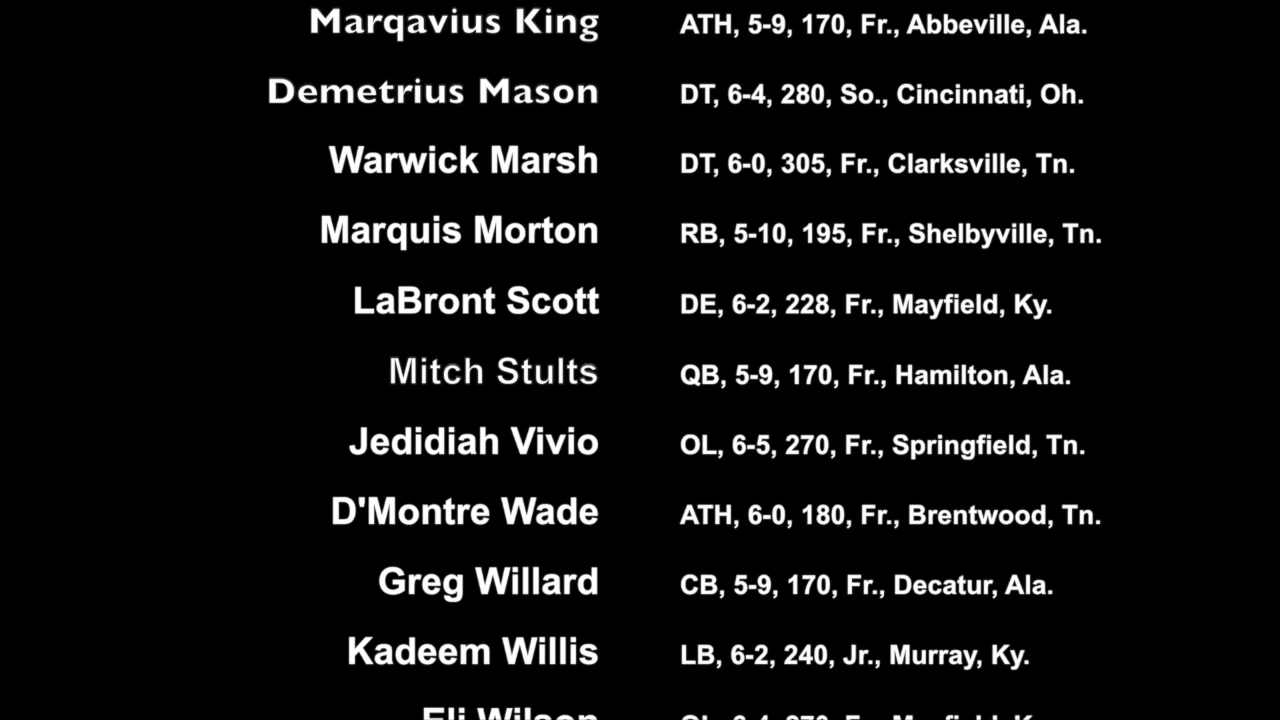 Marqavius King ATH, 5-9, 170, Fr., Abbeville, Ala.
Demetrius Mason DT, 6-4, 280, So., Cincinnati, Oh.
Warwick Marsh DT, 6-0, 305, Fr., Clarksville, Tn.
Marquis Morton RB, 5-10, 195, Fr., Shelbyville, Tn.
LaBront Scott DE, 6-2, 228, Fr., Mayfield, Ky.
Mitch Stults QB, 5-9, 170, Fr., Hamilton, Ala.
Jedidiah Vivio OL, 6-5, 270, Fr., Springfield, Tn.
D'Montre Wade ATH, 6-0, 180, Fr., Brentwood, Tn.
Greg Willard CB, 5-9, 170, Fr., Decatur, Ala.
Kadeem Willis LB, 6-2, 240, Jr., Murray, Ky.
Eli Wilson